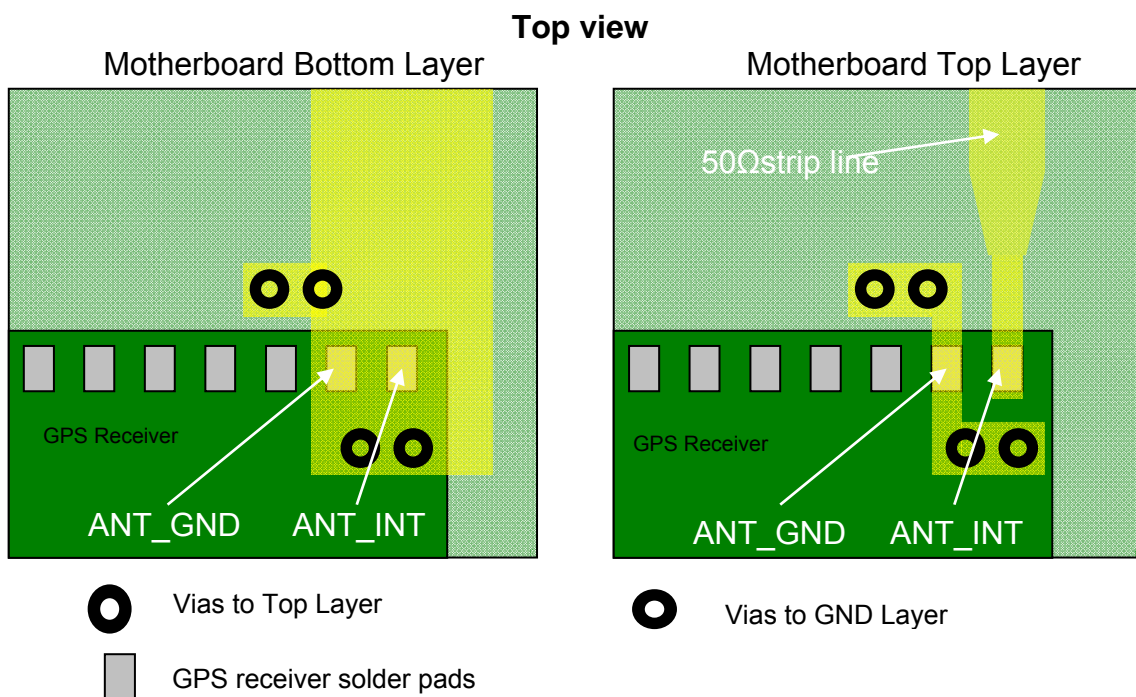 Top view
Motherboard Bottom Layer
Motherboard Top Layer
50Ωstrip line
GPS Receiver
GPS Receiver
ANT_GND
ANT_INT
ANT_GND
ANT_INT
Vias to Top Layer
Vias to GND Layer
GPS receiver solder pads